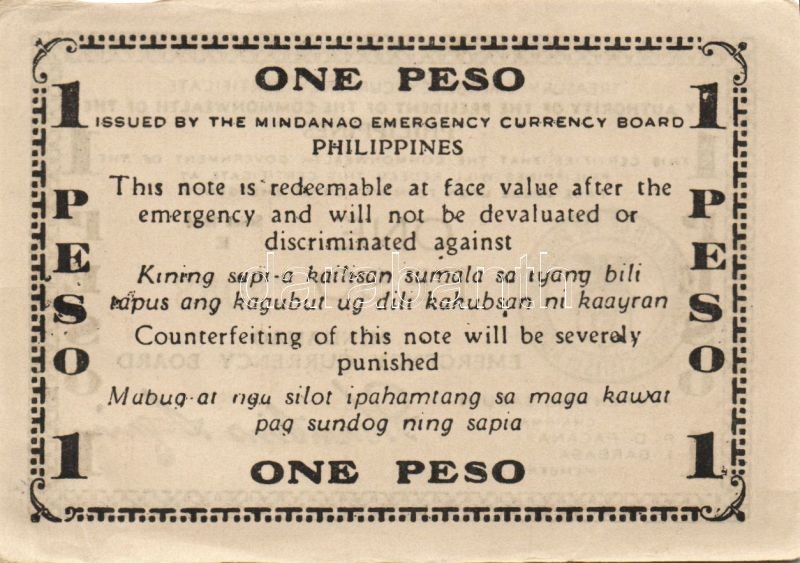 1 ONE PESO 1
ISSUED BY THE MINDANAO EMERGENCY CURRENCY BOARD
PHILIPPINES
This note is redeemable at face value after the
emergency and will not be devaluated or
discriminated against
Kining sapi-a kailisan sumala sa iyang bili
tapus ang kagubut ug dili kakubsan ni kaayran
Counterfeiting of this note will be severely
punished
Mabug-at nga silot ipahamtang sa maga kawat
pag sundog ning sapia
1 ONE PESO 1
PESO
PESO
darabanth